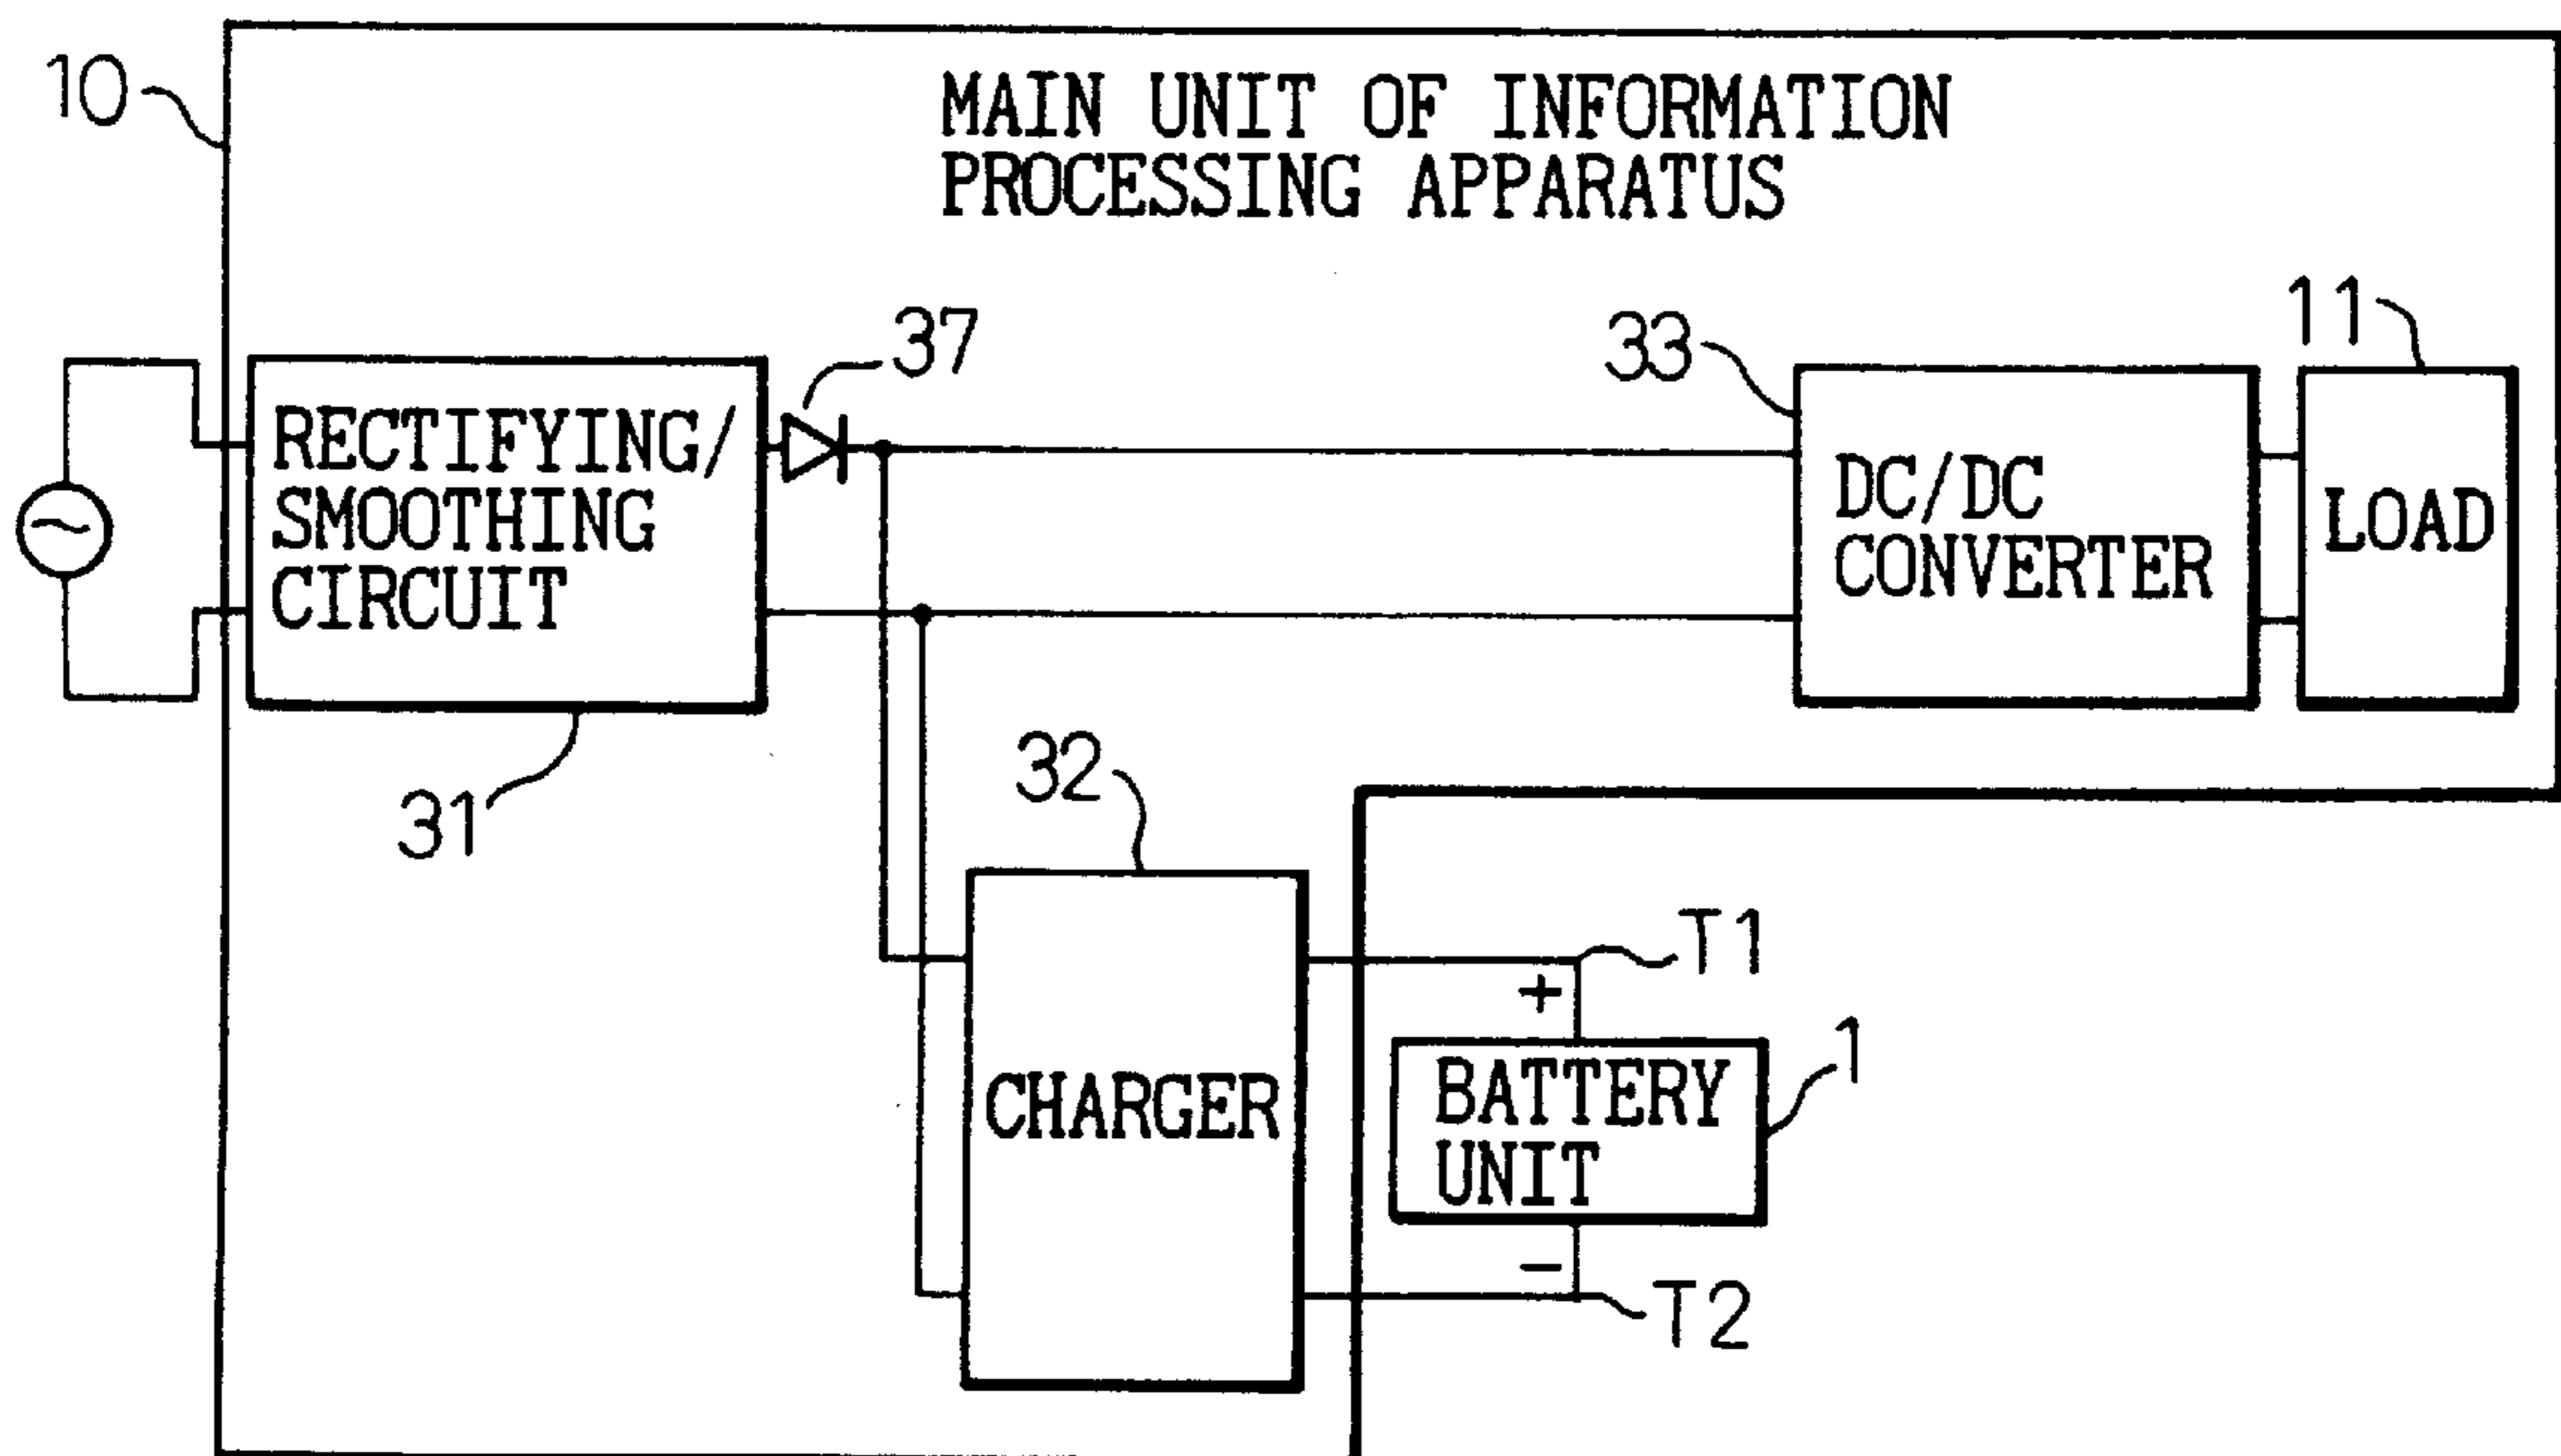 10
MAIN UNIT OF INFORMATION
PROCESSING APPARATUS
37
33
11
RECTIFYING/
SMOOTHING
CIRCUIT
DC/DC
CONVERTER
LOAD
31
32
T1
+
CHARGER
BATTERY
UNIT
1
−
T2